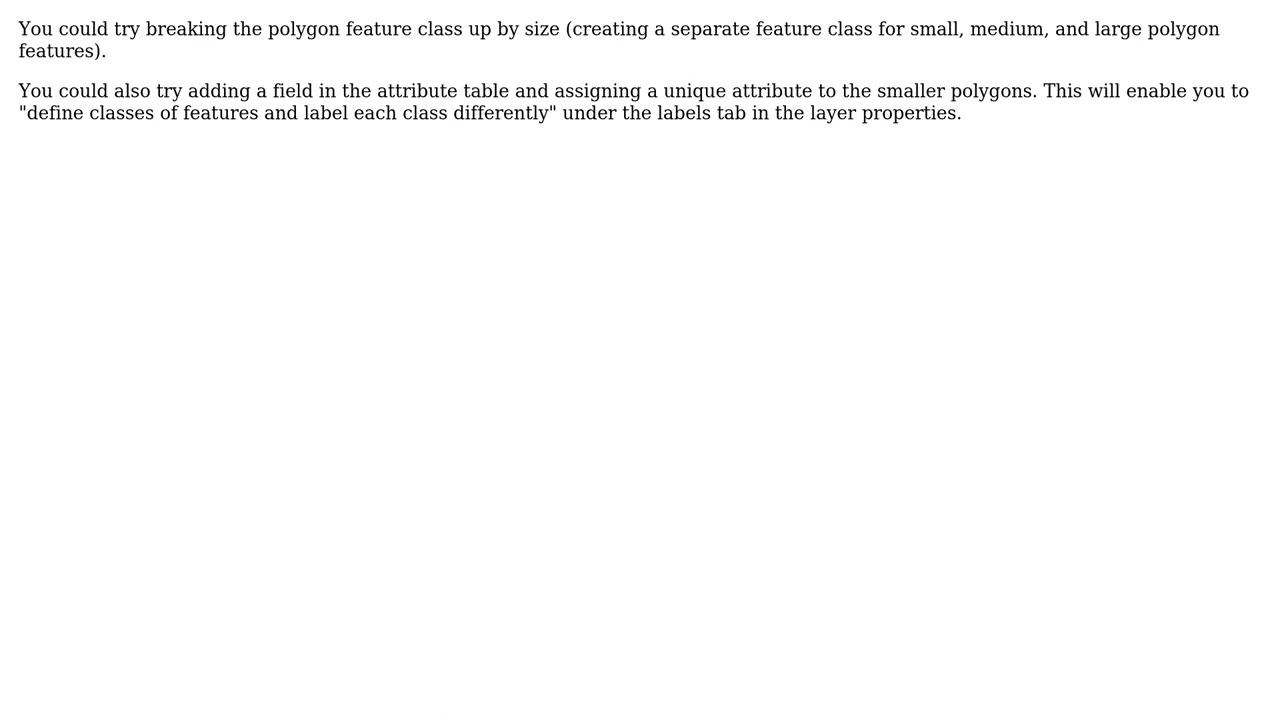 You could try breaking the polygon feature class up by size (creating a separate feature class for small, medium, and large polygon
features).
You could also try adding a field in the attribute table and assigning a unique attribute to the smaller polygons. This will enable you to
"define classes of features and label each class differently" under the labels tab in the layer properties.